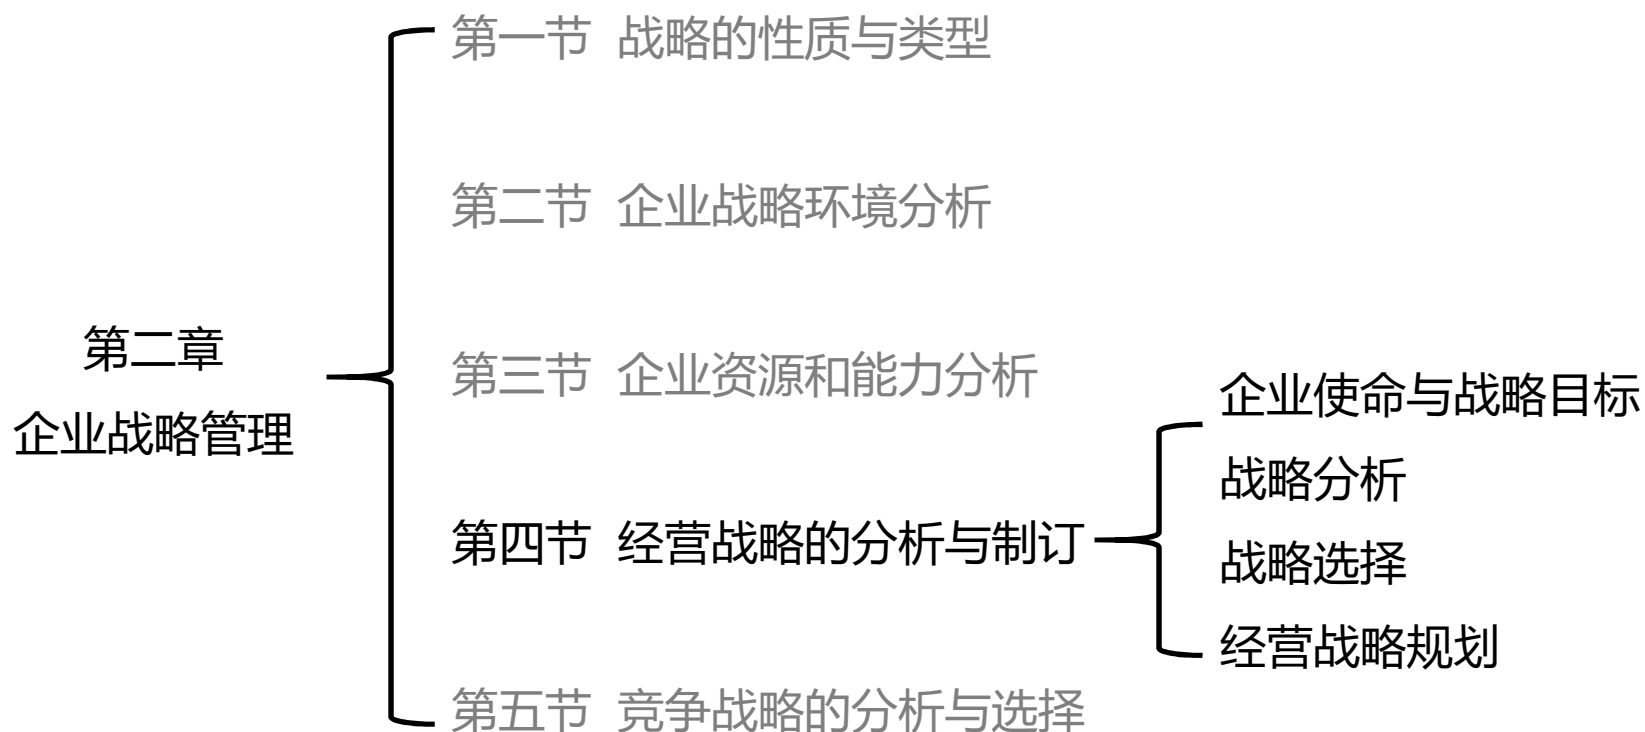 第二章
企业战略管理
第一节 战略的性质与类型
第二节 企业战略环境分析
第三节 企业资源和能力分析
第四节 经营战略的分析与制订
企业使命与战略目标
战略分析
战略选择
经营战略规划
第五节 竞争战略的分析与选择